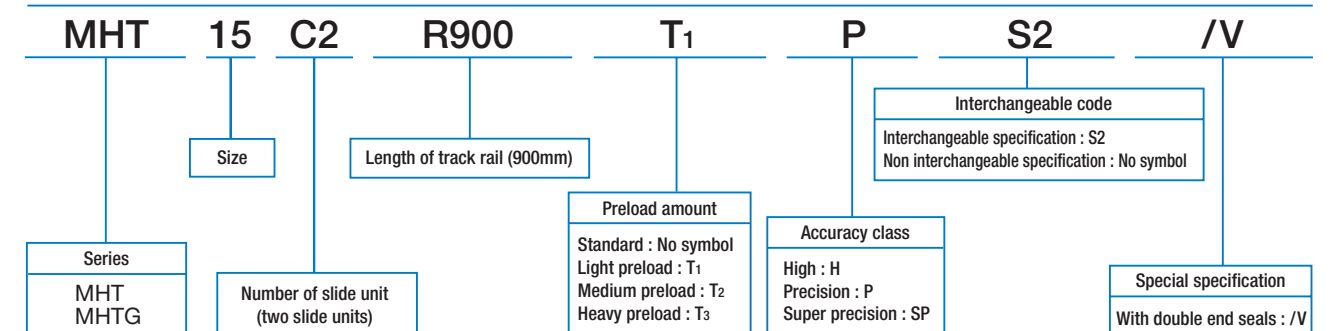 MHT 15 C2 R900 T1 P S2 /V
Interchangeable code
Interchangeable specification : S2
Non interchangeable specification : No symbol
Size
Length of track rail (900mm)
Preload amount
Standard : No symbol
Light preload : T1
Medium preload : T2
Heavy preload : T3
Accuracy class
High : H
Precision : P
Super precision : SP
Series
MHT
MHTG
Number of slide unit
(two slide units)
Special specification
With double end seals : /V